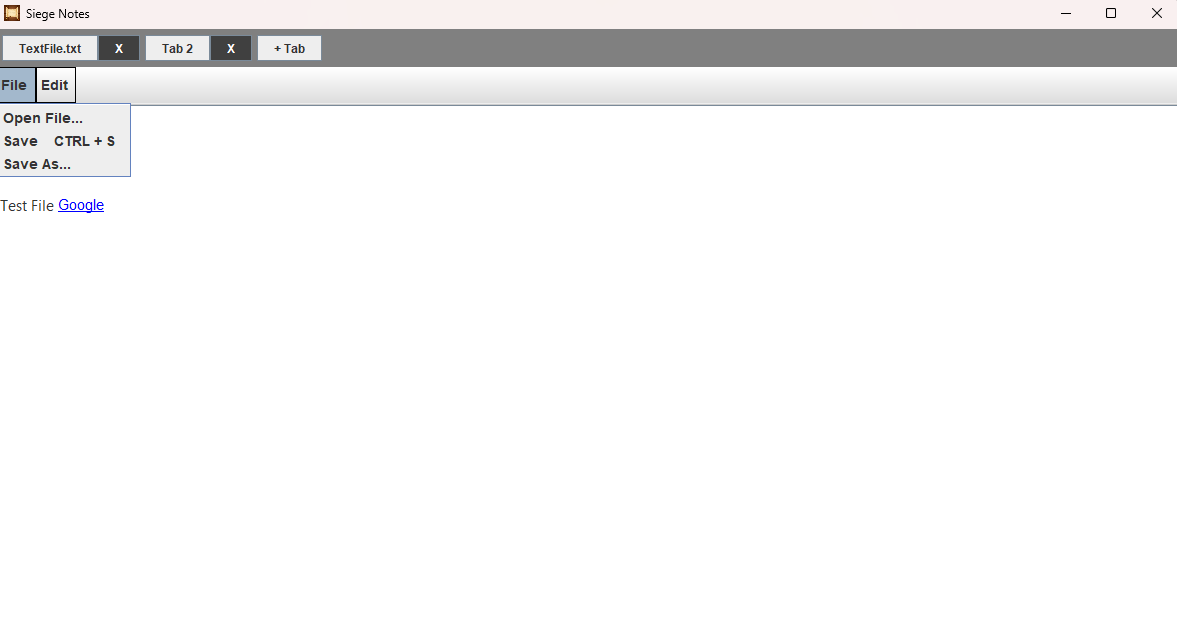 Siege Notes
TextFile.txt X Tab 2 X + Tab
File Edit
Open File...
Save CTRL + S
Save As...
Test File Google